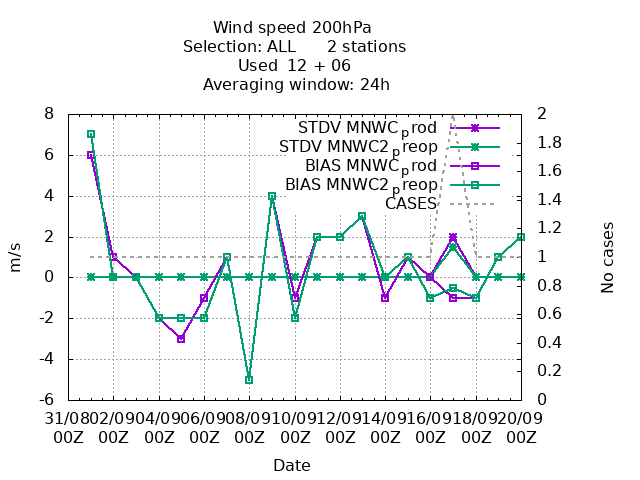 Wind speed 200hPa
Selection: ALL 2 stations
Used 12 + 06
Averaging window: 24h
STDV MNWC_prod
STDV MNWC2_preop
BIAS MNWC_prod
BIAS MNWC2_preop
CASES
m/s
8
6
4
2
0
-2
-4
-6
No cases
2
1.8
1.6
1.4
1.2
1
0.8
0.6
0.4
0.2
0
31/08 02/09 04/09 06/09 08/09 10/09 12/09 14/09 16/09 18/09 20/09
00Z 00Z 00Z 00Z 00Z 00Z 00Z 00Z 00Z 00Z 00Z
Date